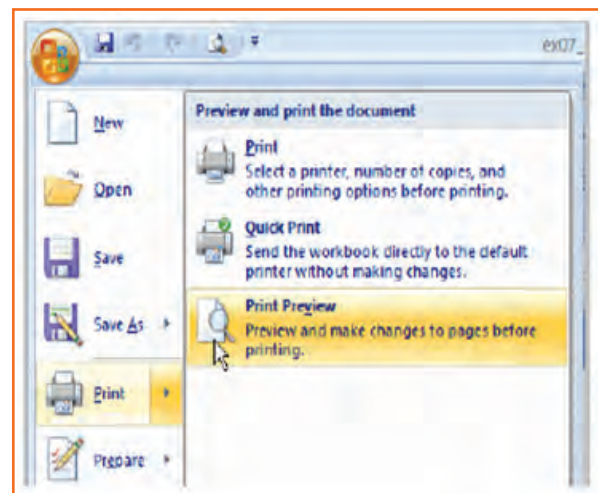 ex07_
New
Open
Save
Save As
Print
Prepare
Preview and print the document
Print
Select a printer, number of copies, and
other printing options before printing.
Quick Print
Send the workbook directly to the default
printer without making changes.
Print Preview
Preview and make changes to pages before
printing.